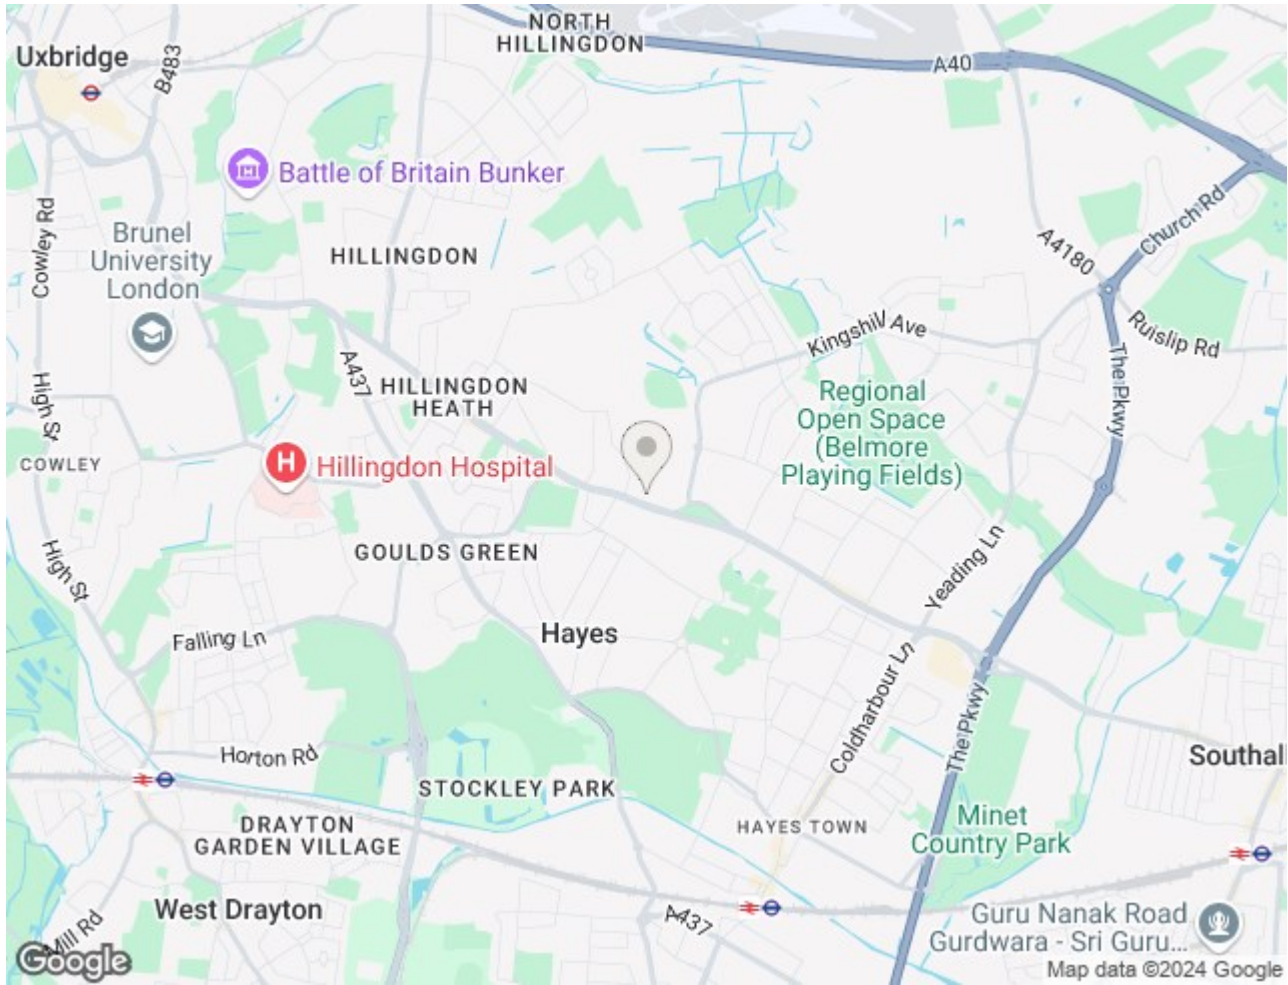 NORTH
HILLINGDON
Uxbridge
B483
A40
Battle of Britain Bunker
Church Rd
Cowley Rd
Brunel
University
London
HILLINGDON
A4180
Kingshill Ave
Ruislip Rd
A437
The Pkwy
HILLINGDON
HEATH
High St
Regional
Open Space
(Belmore
Playing Fields)
COWLEY
H
Hillingdon Hospital
GOULDS GREEN
High St
Yeading Ln
Falling Ln
Hayes
Coldharbour Ln
The Pkwy
Horton Rd
Southall
STOCKLEY PARK
DRAYTON
GARDEN VILLAGE
HAYES TOWN
Minet
Country Park
West Drayton
Mill Rd
A437
Guru Nanak Road
Gurdwara - Sri Guru...
Google
Map data ©2024 Google